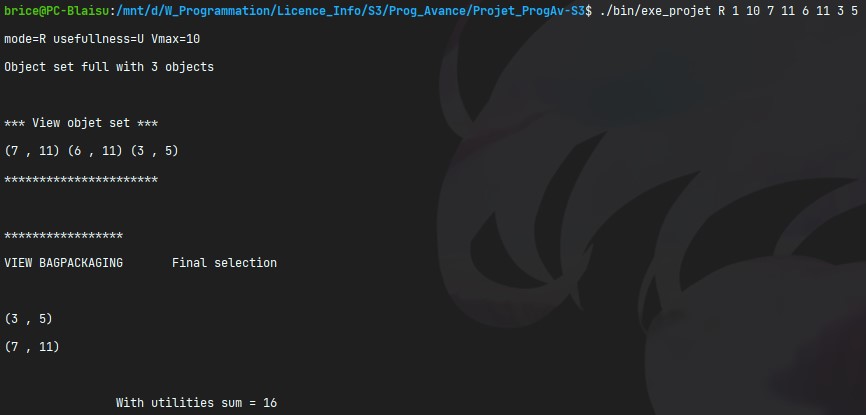 brice@PC-Blaisu:/mnt/d/W_Programmation/Licence_Info/S3/Prog_Avance/Projet_ProgAv-S3$ ./bin/exe_projet R 1 10 7 11 6 11 3 5
mode=R usefullness=U Vmax=10
Object set full with 3 objects
*** View objet set ***
(7 , 11) (6 , 11) (3 , 5)
**********************
*****************
VIEW BAGPACKAGING Final selection
(3 , 5)
(7 , 11)
With utilities sum = 16